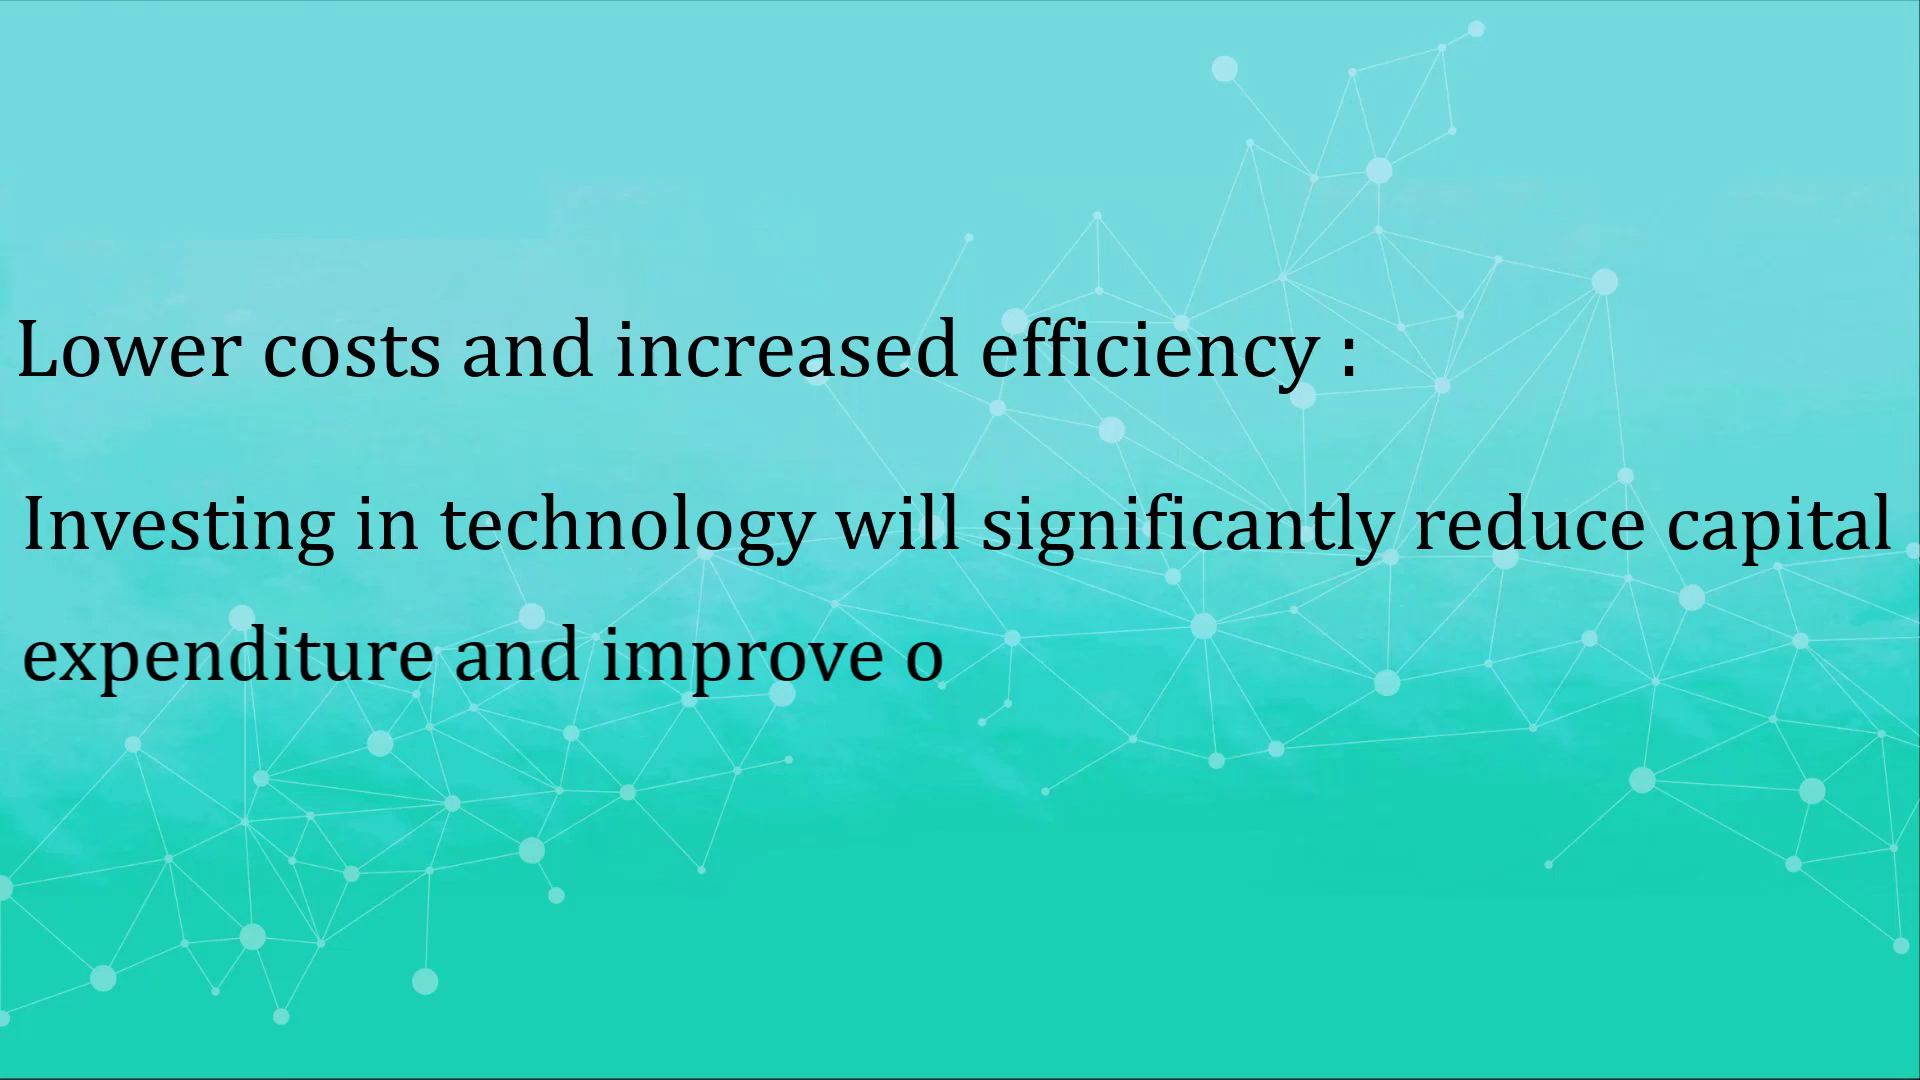 Lower costs and increased efficiency :
Investing in technology will significantly reduce capital
expenditure and improve o